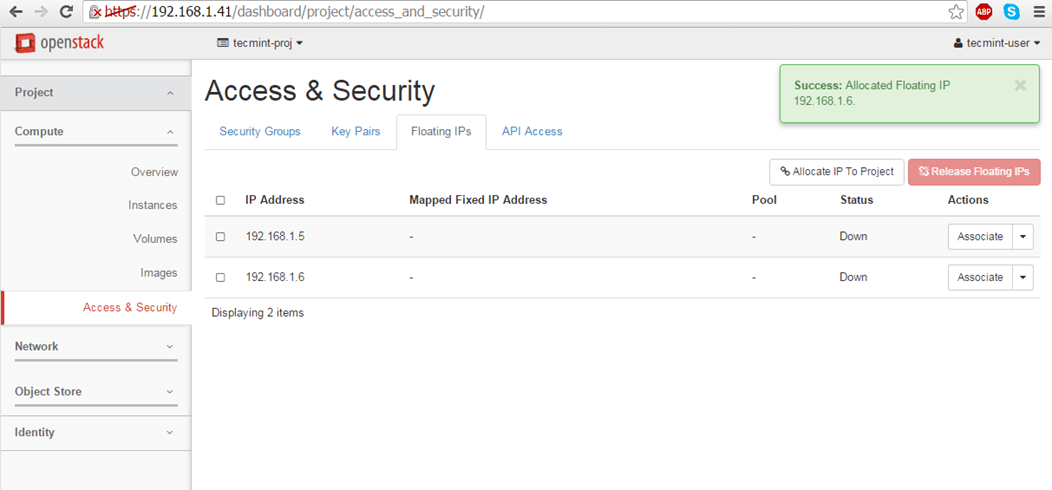 https://192.168.1.41/dashboard/project/access_and_security/
ABP
S
openstack
tecmint-proj
tecmint-user
Project
Compute
Overview
Instances
Volumes
Images
Access & Security
Network
Object Store
Identity
Access & Security
Success: Allocated Floating IP
192.168.1.6.
Security Groups Key Pairs Floating IPs API Access
Allocate IP To Project Release Floating IPs
IP Address Mapped Fixed IP Address Pool Status Actions
192.168.1.5 - - Down Associate
192.168.1.6 - - Down Associate
Displaying 2 items